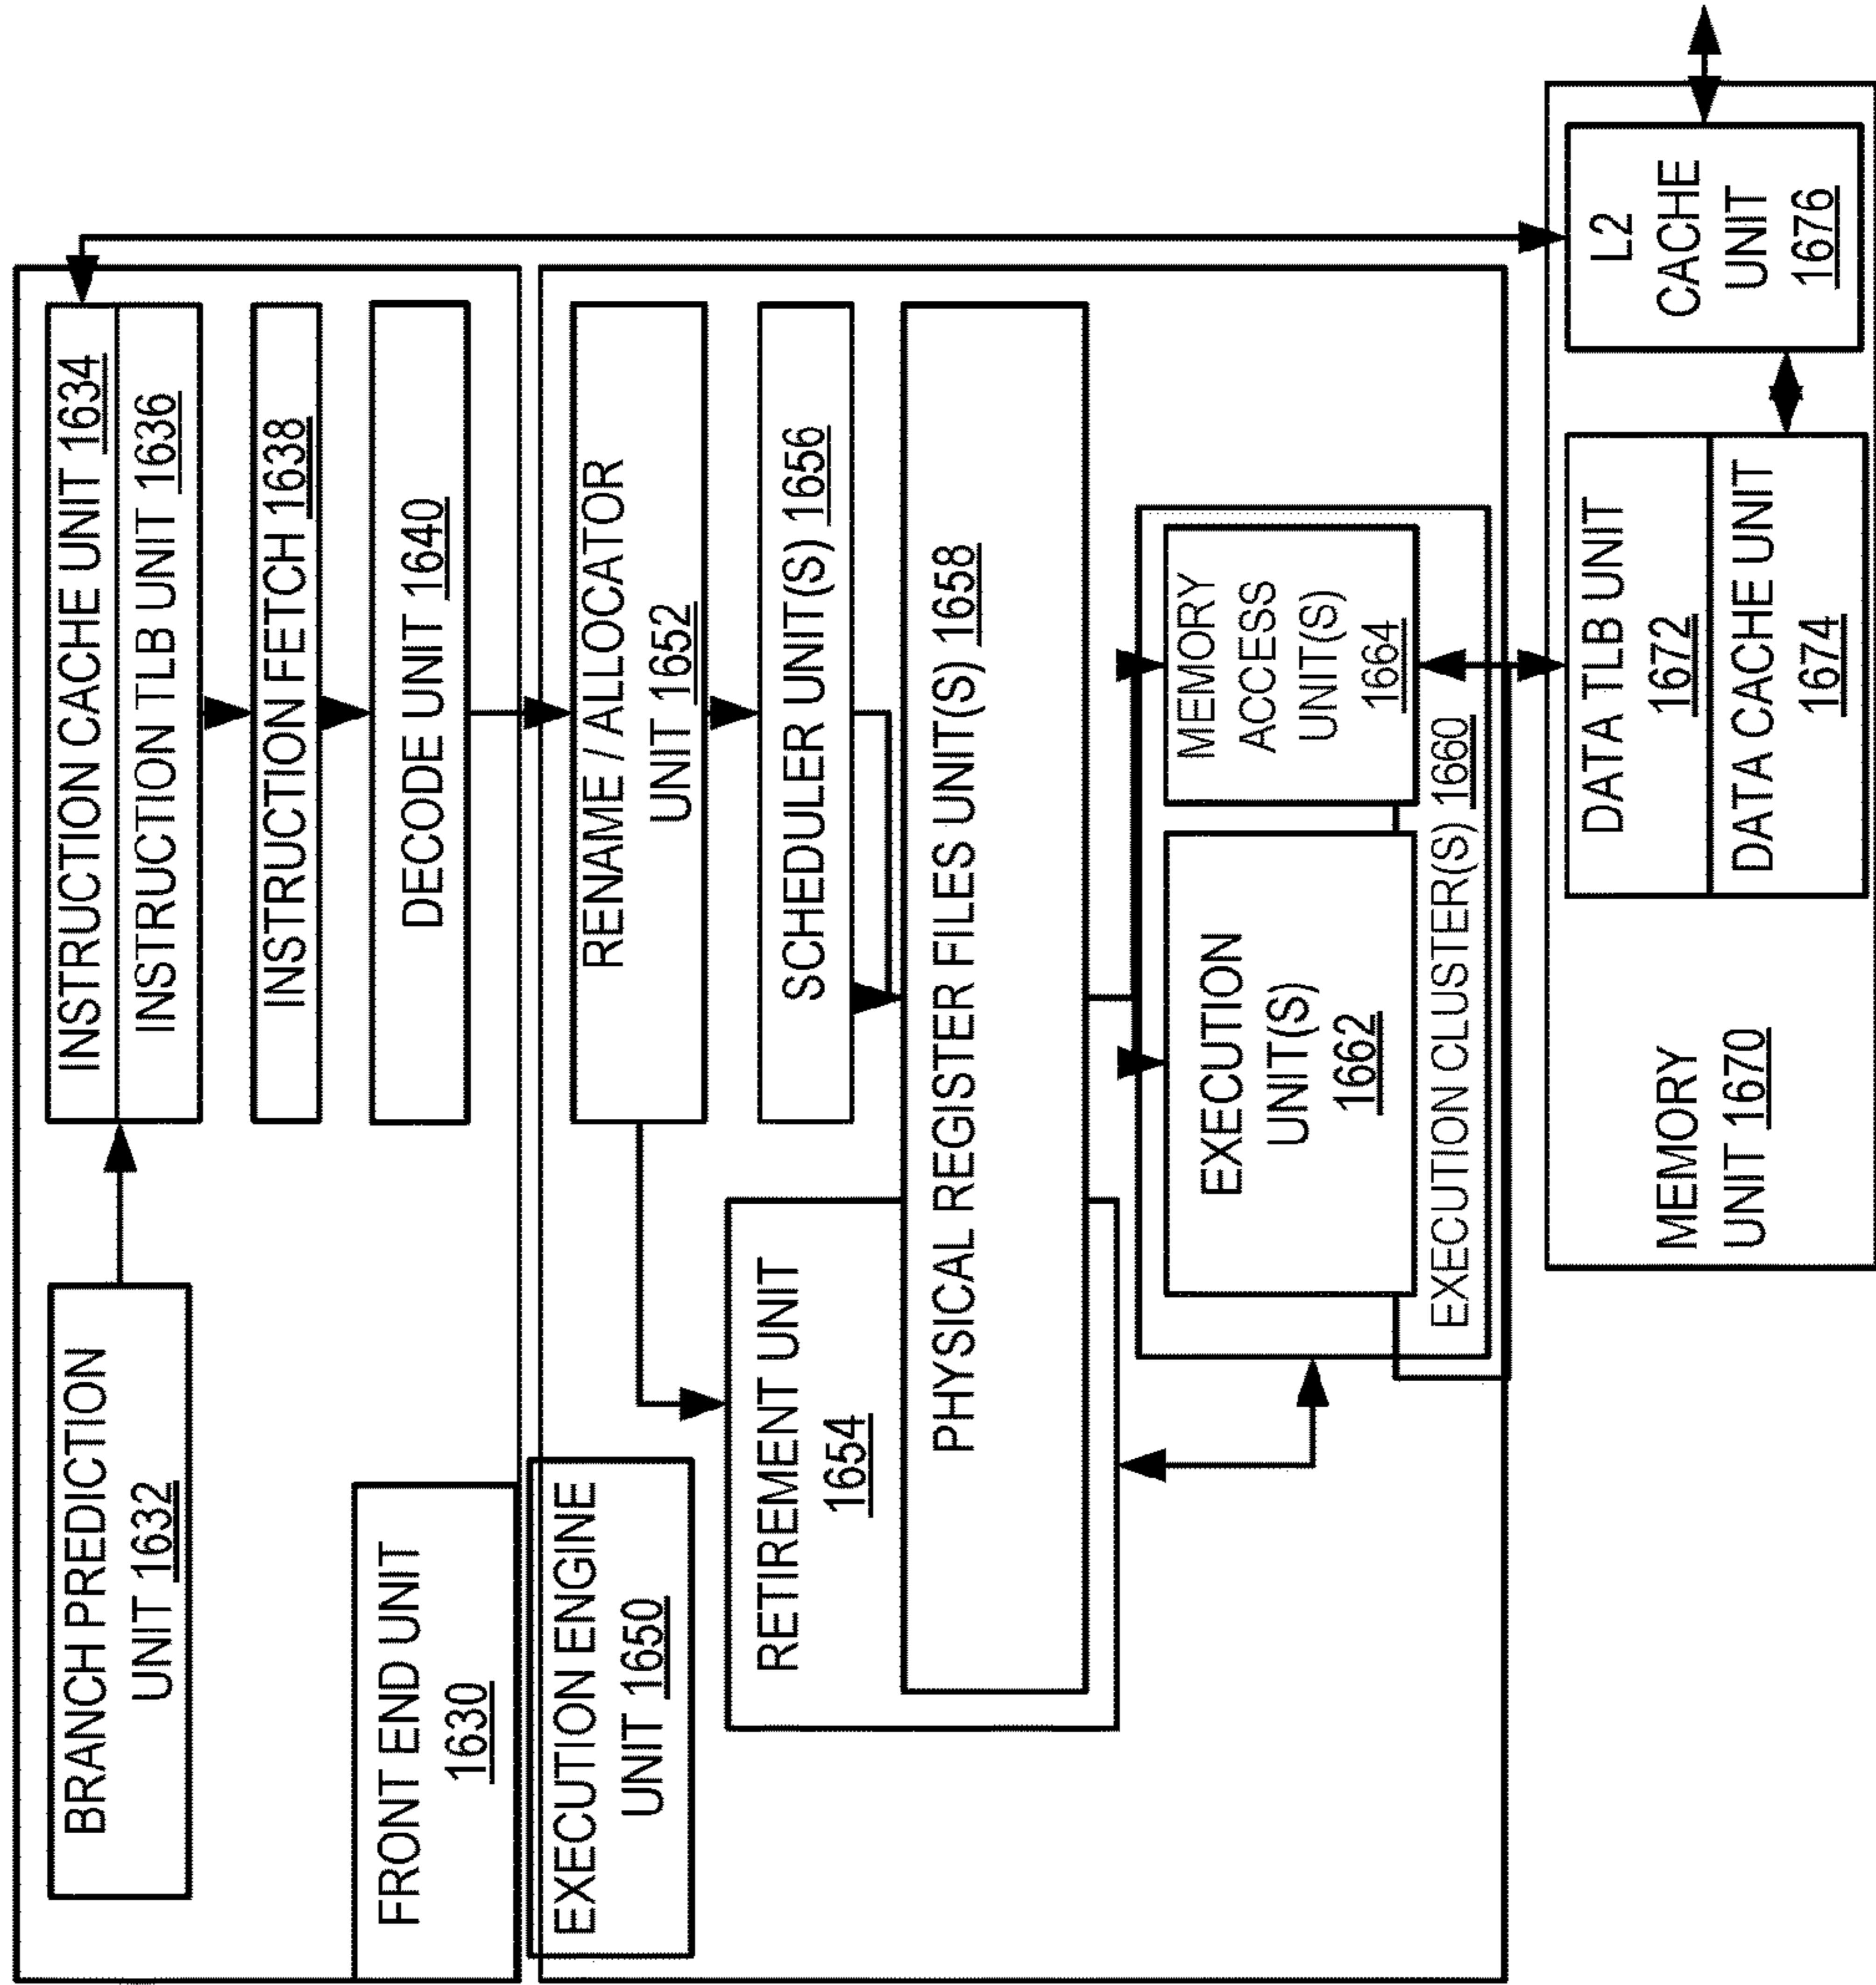 BRANCH PREDICTION
UNIT 1632
INSTRUCTION CACHE UNIT 1634
INSTRUCTION TLB UNIT 1636
INSTRUCTION FETCH 1638
DECODE UNIT 1640
FRONT END UNIT
1630
EXECUTION ENGINE
UNIT 1650
RENAME / ALLOCATOR
UNIT 1652
RETIREMENT UNIT
1654
SCHEDULER UNIT(S) 1656
PHYSICAL REGISTER FILES UNIT(S) 1658
EXECUTION
UNIT(S)
1662
MEMORY
ACCESS
UNIT(S)
1664
EXECUTION CLUSTER(S) 1660
MEMORY
UNIT 1670
DATA TLB UNIT
1672
DATA CACHE UNIT
1674
L2
CACHE
UNIT
1676